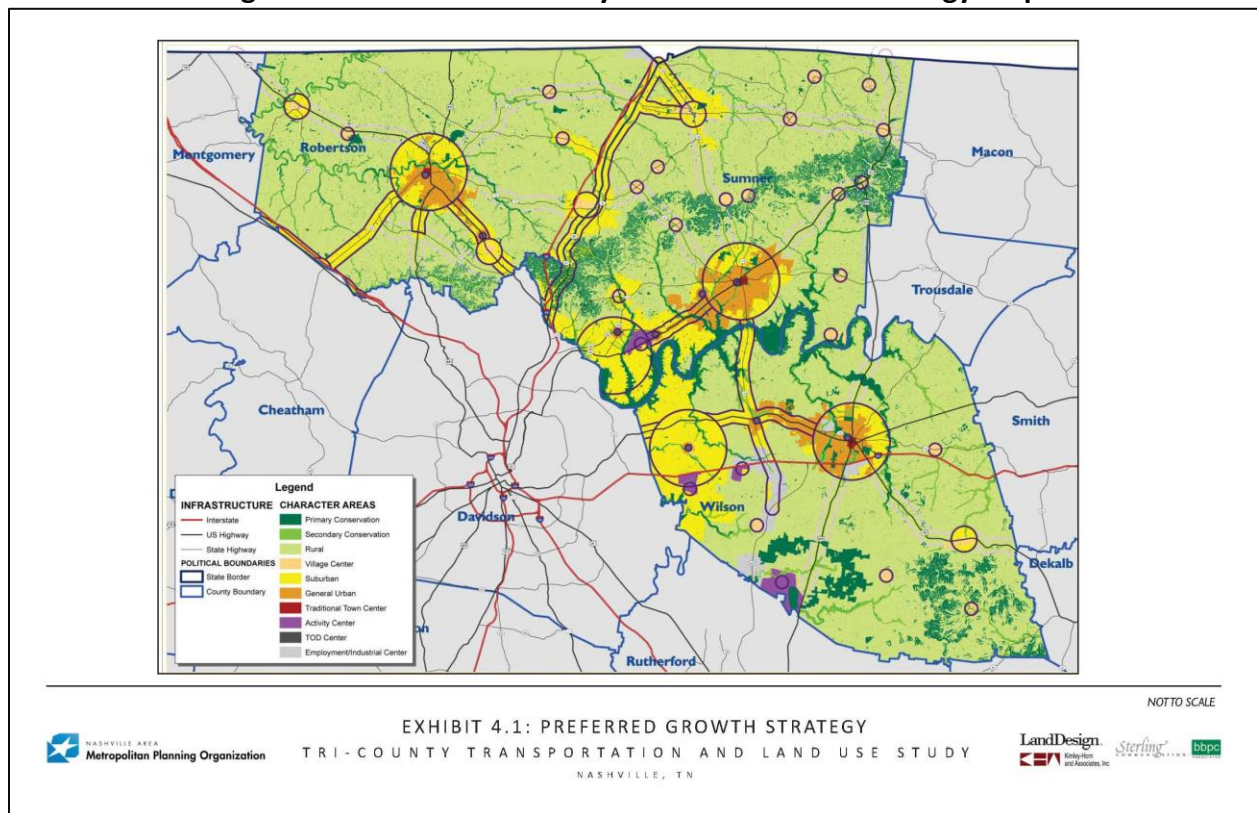 Montgomery
Robertson
Sumner
Macon
Trousdale
Cheatham
Smith
Davidson
Wilson
Dekalb
Rutherford
Legend
INFRASTRUCTURE
Interstate
US Highway
State Highway
POLITICAL BOUNDARIES
State Border
County Boundary
CHARACTER AREAS
Primary Conservation
Secondary Conservation
Rural
Village Center
Suburban
General Urban
Traditional Town Center
Activity Center
TOD Center
Employment/Industrial Center
NOT TO SCALE
NASHVILLE AREA
Metropolitan Planning Organization
EXHIBIT 4.1: PREFERRED GROWTH STRATEGY
TRI-COUNTY TRANSPORTATION AND LAND USE STUDY
NASHVILLE, TN
LandDesign
Kimley-Horn
and Associates, Inc
Sterling
bbpc